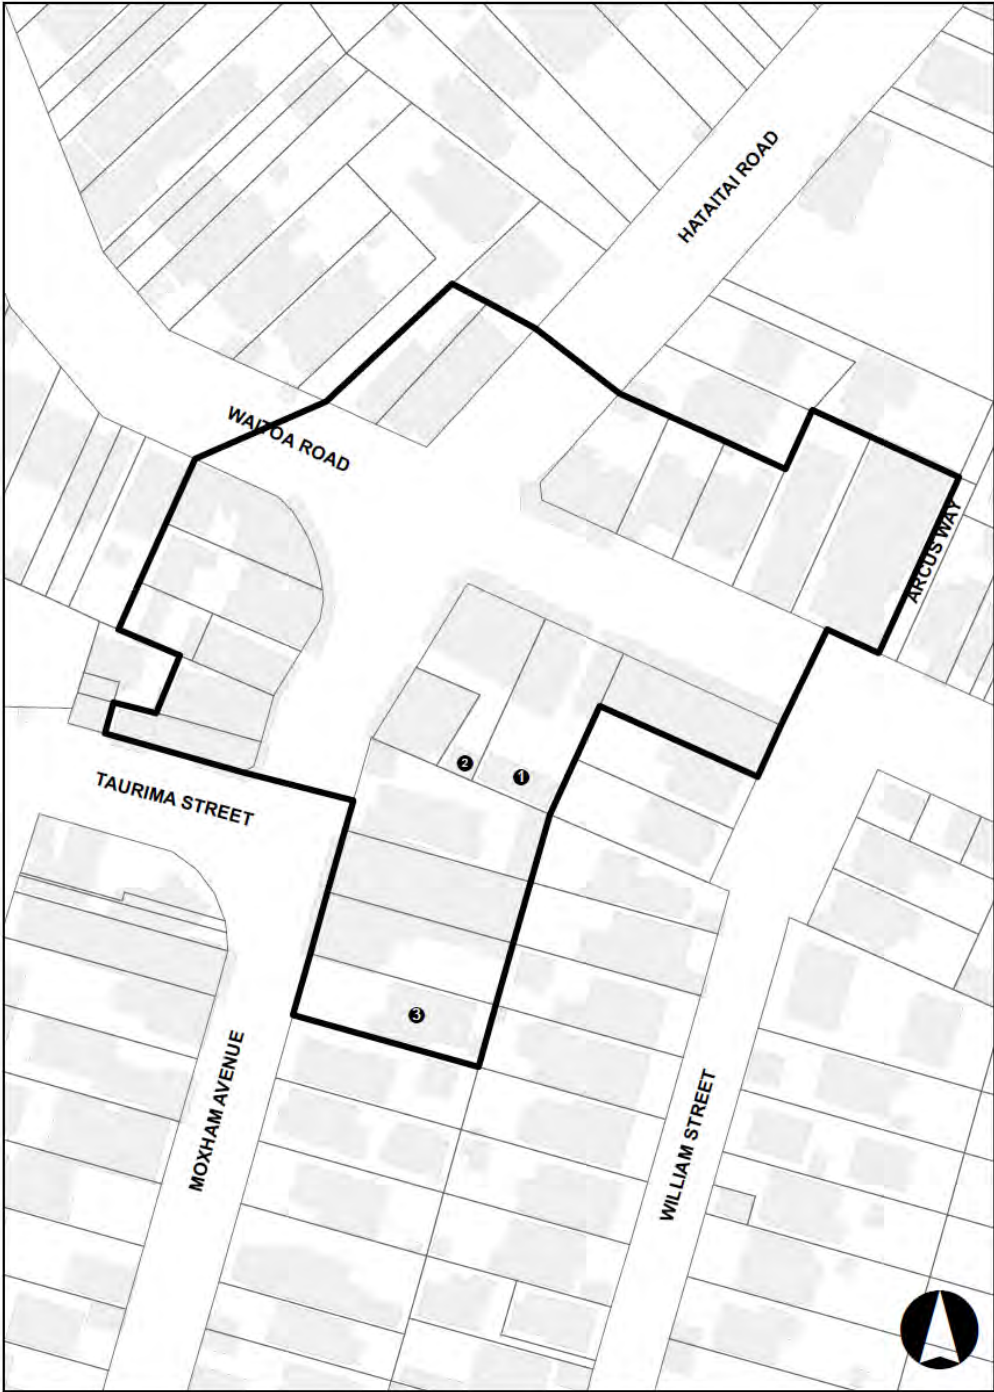 HATAITAI ROAD
WAITOA ROAD
ARCUS WAY
2
1
TAURIMA STREET
3
MOXHAM AVENUE
WILLIAM STREET